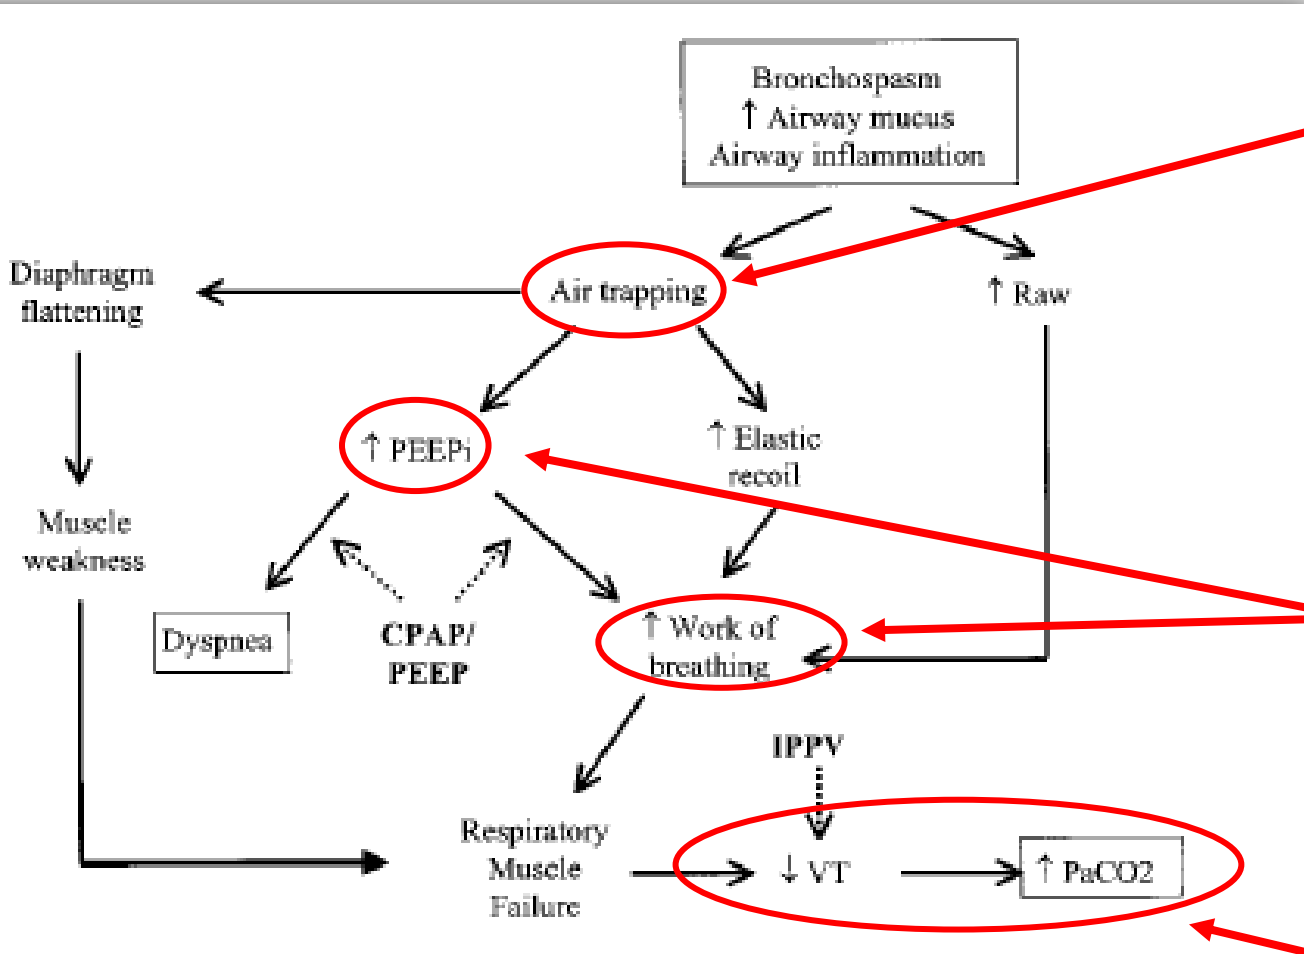 Bronchospasm
↑ Airway mucus
Airway inflammation
Diaphragm
flattening
Air trapping
↑ Raw
↑ PEEPi
↑ Elastic
recoil
Muscle
weakness
Dyspnea
CPAP/
PEEP
↑ Work of
breathing
IPPV
Respiratory
Muscle
Failure
↓ VT
↑ PaCO2